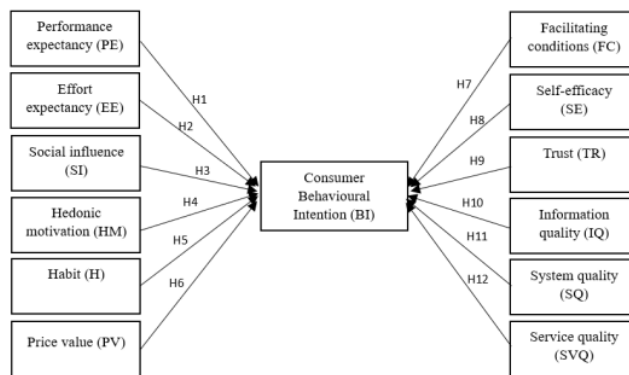 Performance
expectancy (PE)
Effort
expectancy (EE)
Social influence
(SI)
Hedonic
motivation (HM)
Habit (H)
Price value (PV)
H1
H2
H3
H4
H5
H6
Consumer
Behavioural
Intention (BI)
H7
H8
H9
H10
H11
H12
Facilitating
conditions (FC)
Self-efficacy
(SE)
Trust (TR)
Information
quality (IQ)
System
quality (SQ)
Service quality
(SVQ)